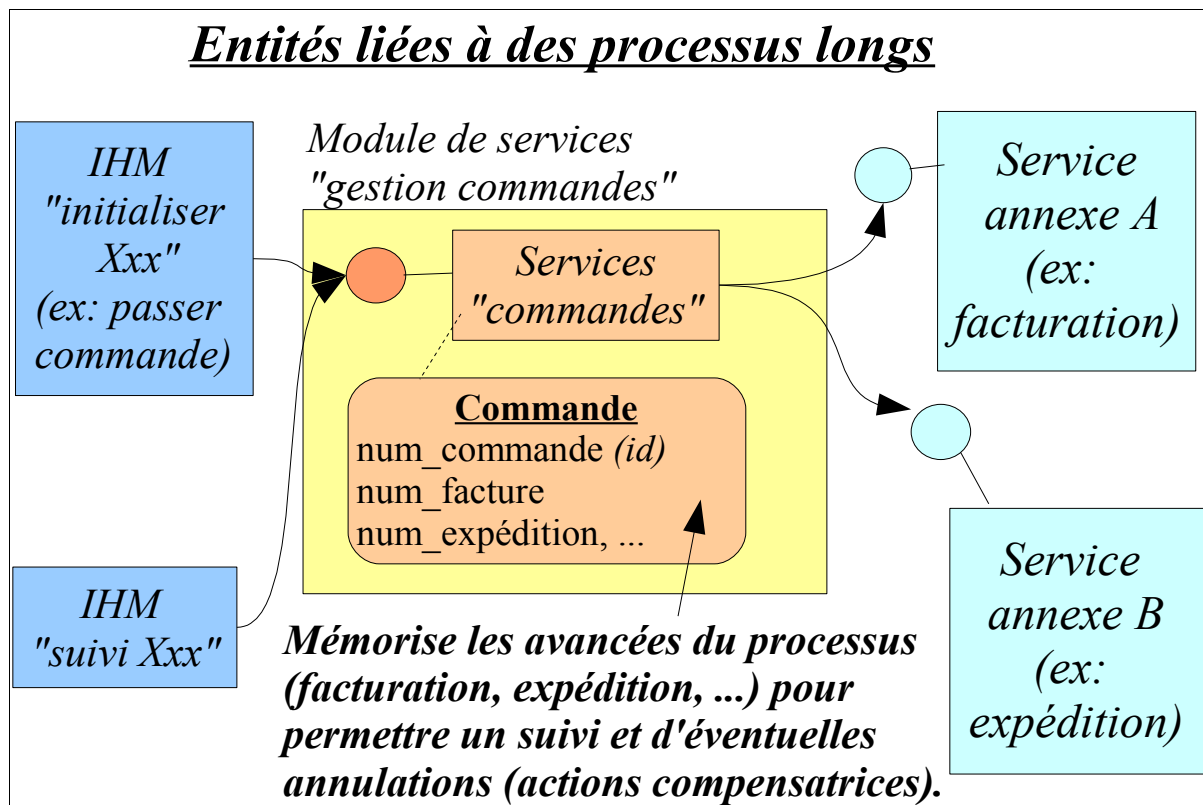 Entités liées à des processus longs
IHM
"initialiser
Xxx"
(ex: passer
commande)
IHM
"suivi Xxx"
Module de services
"gestion commandes"
Services
"commandes"
Commande
num_commande (id)
num_facture
num_expédition, ...
Mémorise les avancées du processus
(facturation, expédition, ...) pour
permettre un suivi et d'éventuelles
annulations (actions compensatrices).
Service
annexe A
(ex:
facturation)
Service
annexe B
(ex:
expédition)